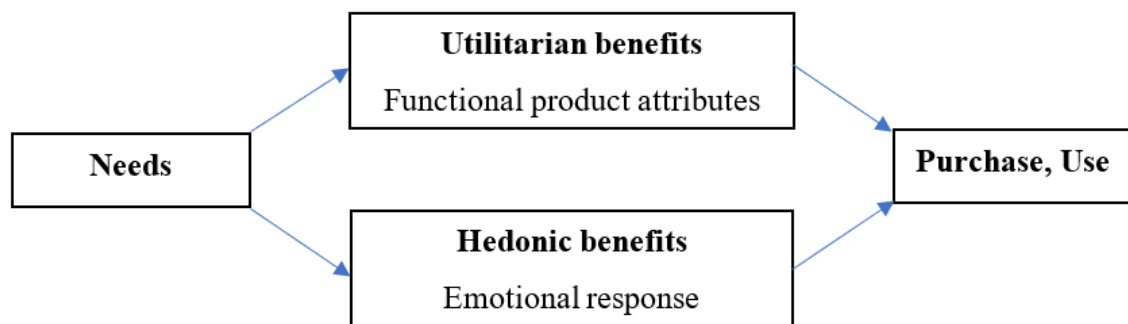 Utilitarian benefits
Functional product attributes
Needs
Purchase, Use
Hedonic benefits
Emotional response